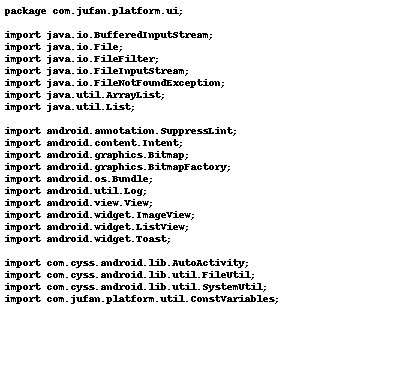 package com.jufan.platform.ui;

import java.io.BufferedInputStream;
import java.io.File;
import java.io.FileFilter;
import java.io.FileInputStream;
import java.io.FileNotFoundException;
import java.util.ArrayList;
import java.util.List;

import android.annotation.SuppressLint;
import android.content.Intent;
import android.graphics.Bitmap;
import android.graphics.BitmapFactory;
import android.os.Bundle;
import android.util.Log;
import android.view.View;
import android.widget.ImageView;
import android.widget.ListView;
import android.widget.Toast;

import com.cyss.android.lib.AutoActivity;
import com.cyss.android.lib.util.FileUtil;
import com.cyss.android.lib.util.SystemUtil;
import com.jufan.platform.util.ConstVariables;